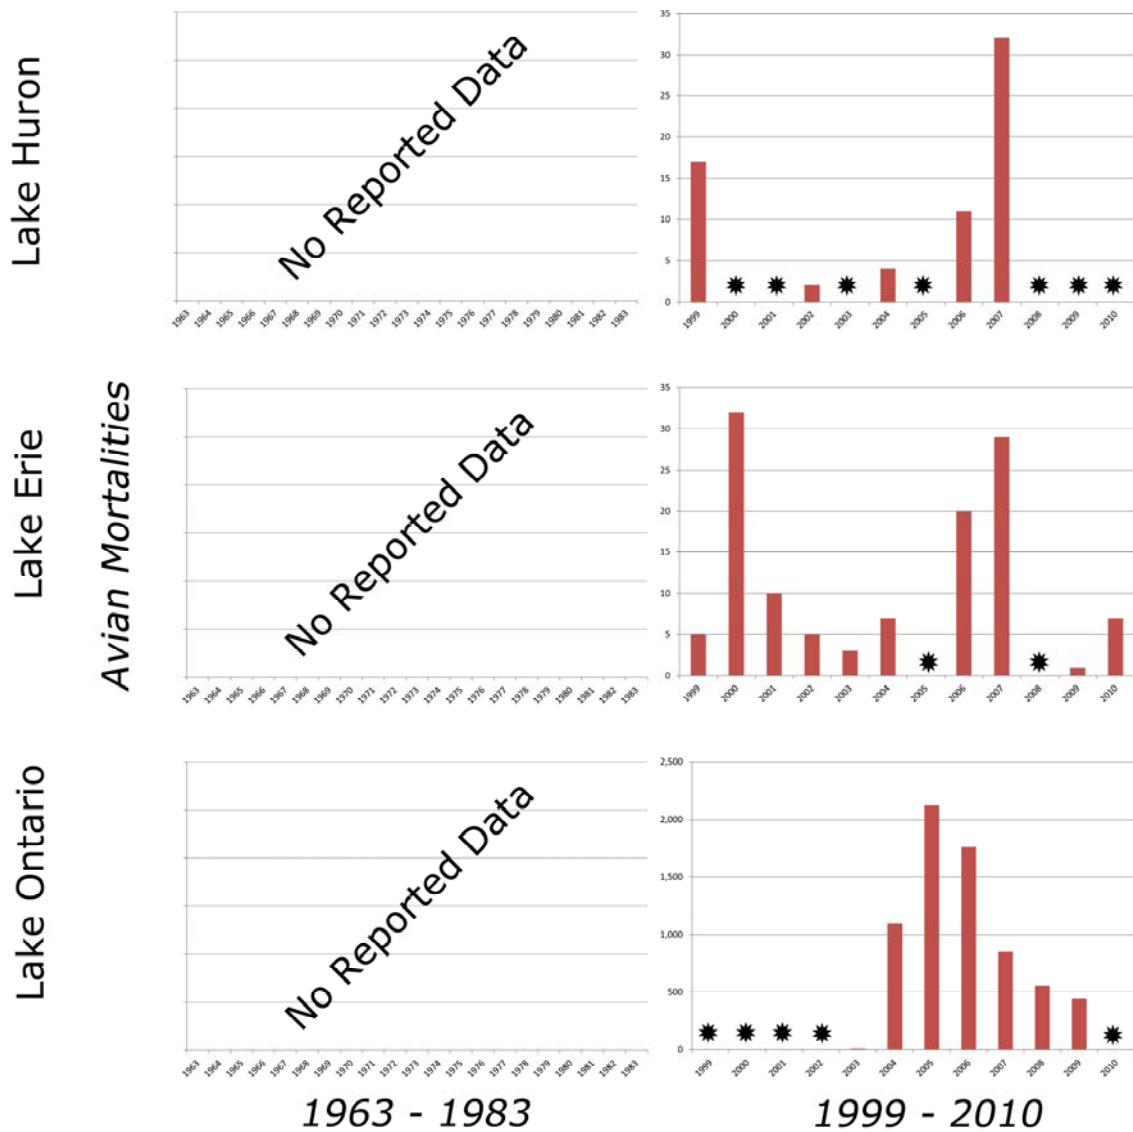 Lake Huron
No Reported Data
1963 1964 1965 1966 1967 1968 1969 1970 1971 1972 1973 1974 1975 1976 1977 1978 1979 1980 1981 1982 1983
35
30
25
20
15
10
5
0
1999 2000 2001 2002 2003 2004 2005 2006 2007 2008 2009 2010
Lake Erie
Avian Mortalities
No Reported Data
1963 1964 1965 1966 1967 1968 1969 1970 1971 1972 1973 1974 1975 1976 1977 1978 1979 1980 1981 1982 1983
35
30
25
20
15
10
5
0
1999 2000 2001 2002 2003 2004 2005 2006 2007 2008 2009 2010
Lake Ontario
No Reported Data
1963 1964 1965 1966 1967 1968 1969 1970 1971 1972 1973 1974 1975 1976 1977 1978 1979 1980 1981 1982 1983
2,500
2,000
1,500
1,000
500
0
1999 2000 2001 2002 2003 2004 2005 2006 2007 2008 2009 2010
1963 - 1983
1999 - 2010